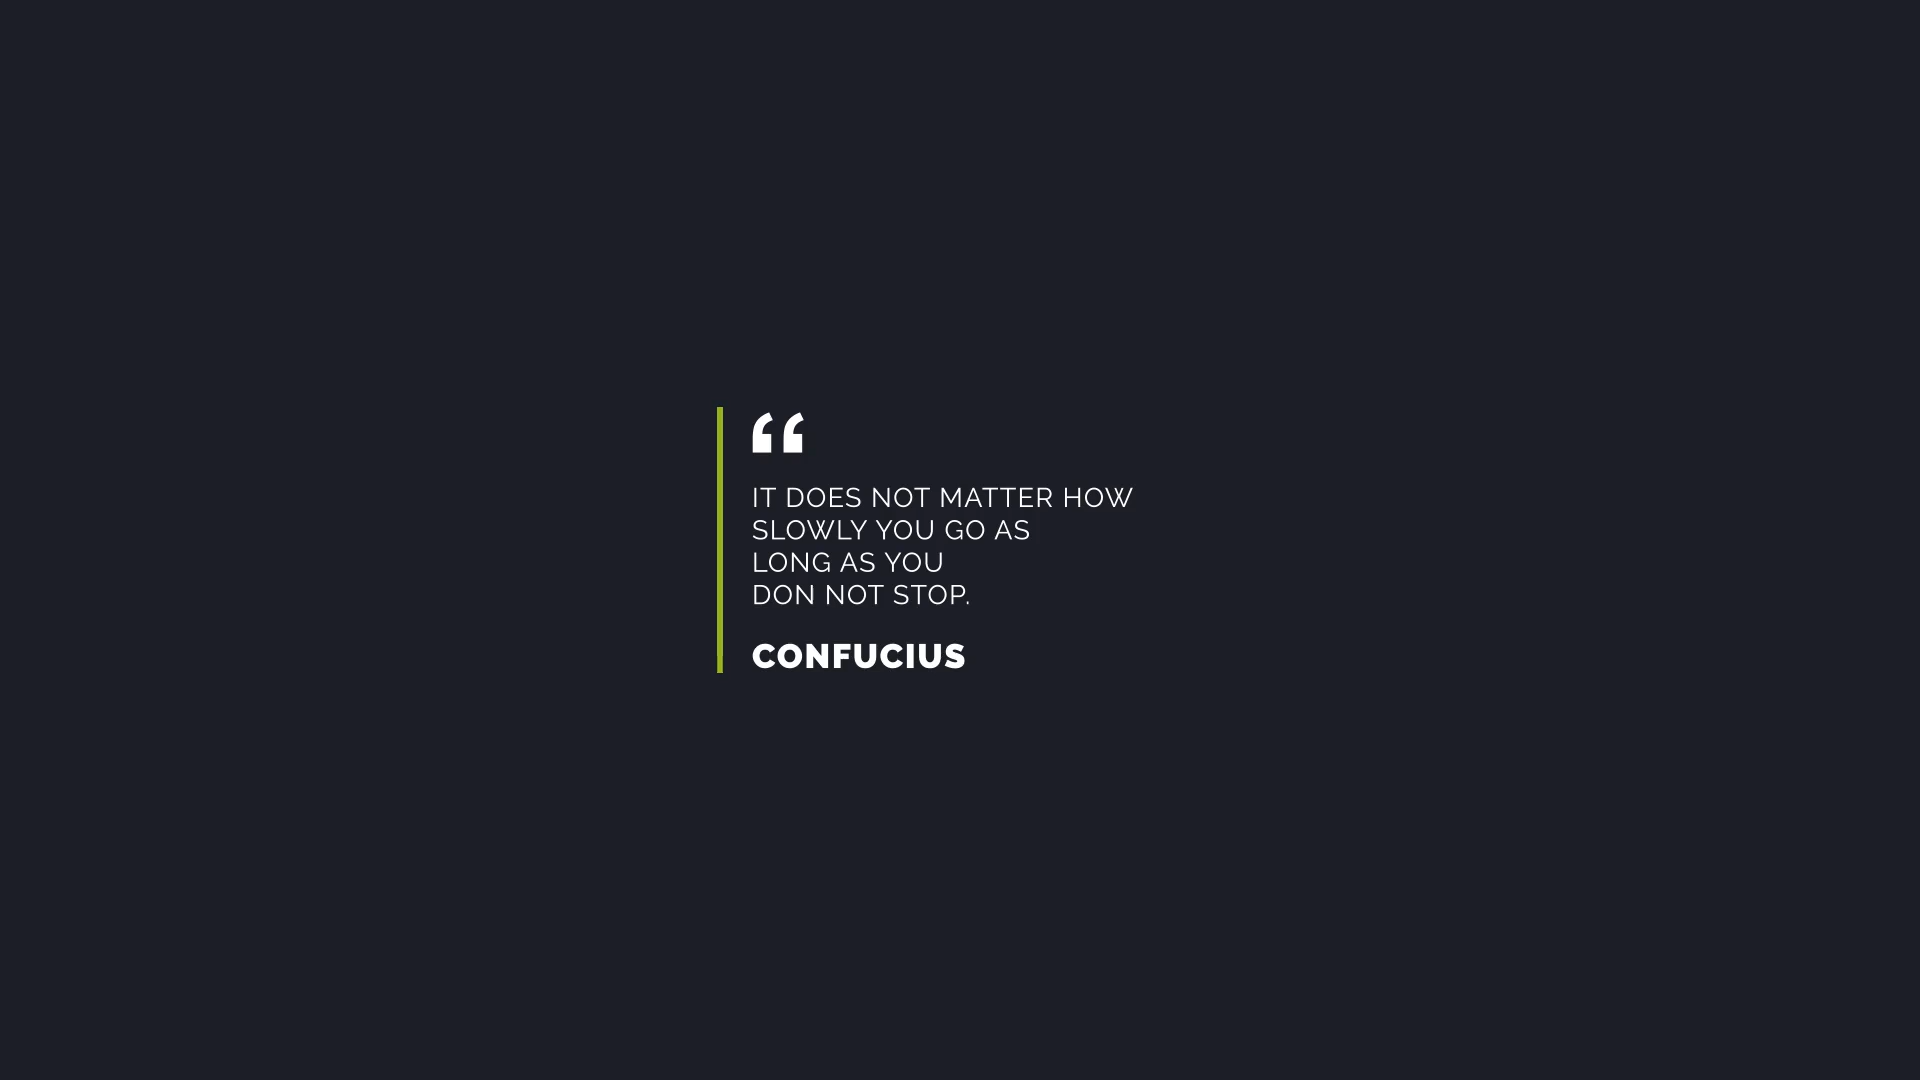 “
IT DOES NOT MATTER HOW
SLOWLY YOU GO AS
LONG AS YOU
DON NOT STOP.
CONFUCIUS